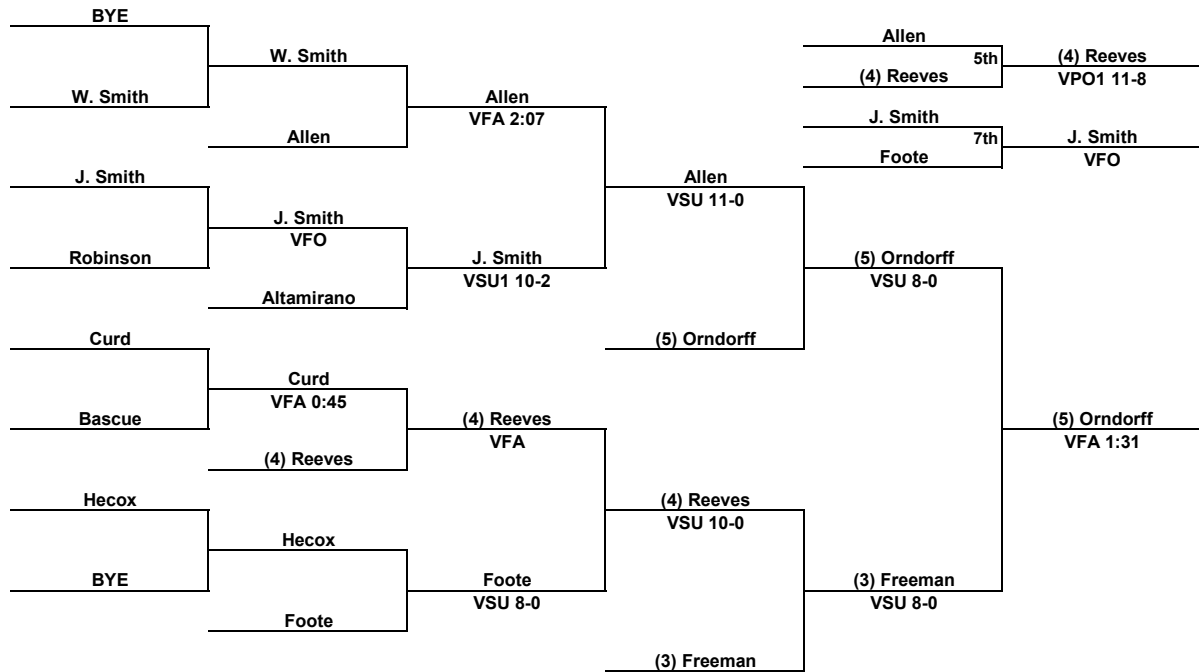 BYE
W. Smith
Allen
5th
(4) Reeves
W. Smith
Allen
(4) Reeves
VPO1 11-8
VFA 2:07
J. Smith
Allen
7th
J. Smith
Foote
VFO
J. Smith
Allen
VSU 11-0
J. Smith
VFO
Robinson
J. Smith
(5) Orndorff
VSU1 10-2
VSU 8-0
Altamirano
Curd
(5) Orndorff
Curd
VFA 0:45
Bascue
(4) Reeves
(5) Orndorff
VFA
VFA 1:31
(4) Reeves
Hecox
(4) Reeves
VSU 10-0
Hecox
BYE
Foote
(3) Freeman
VSU 8-0
VSU 8-0
Foote
(3) Freeman